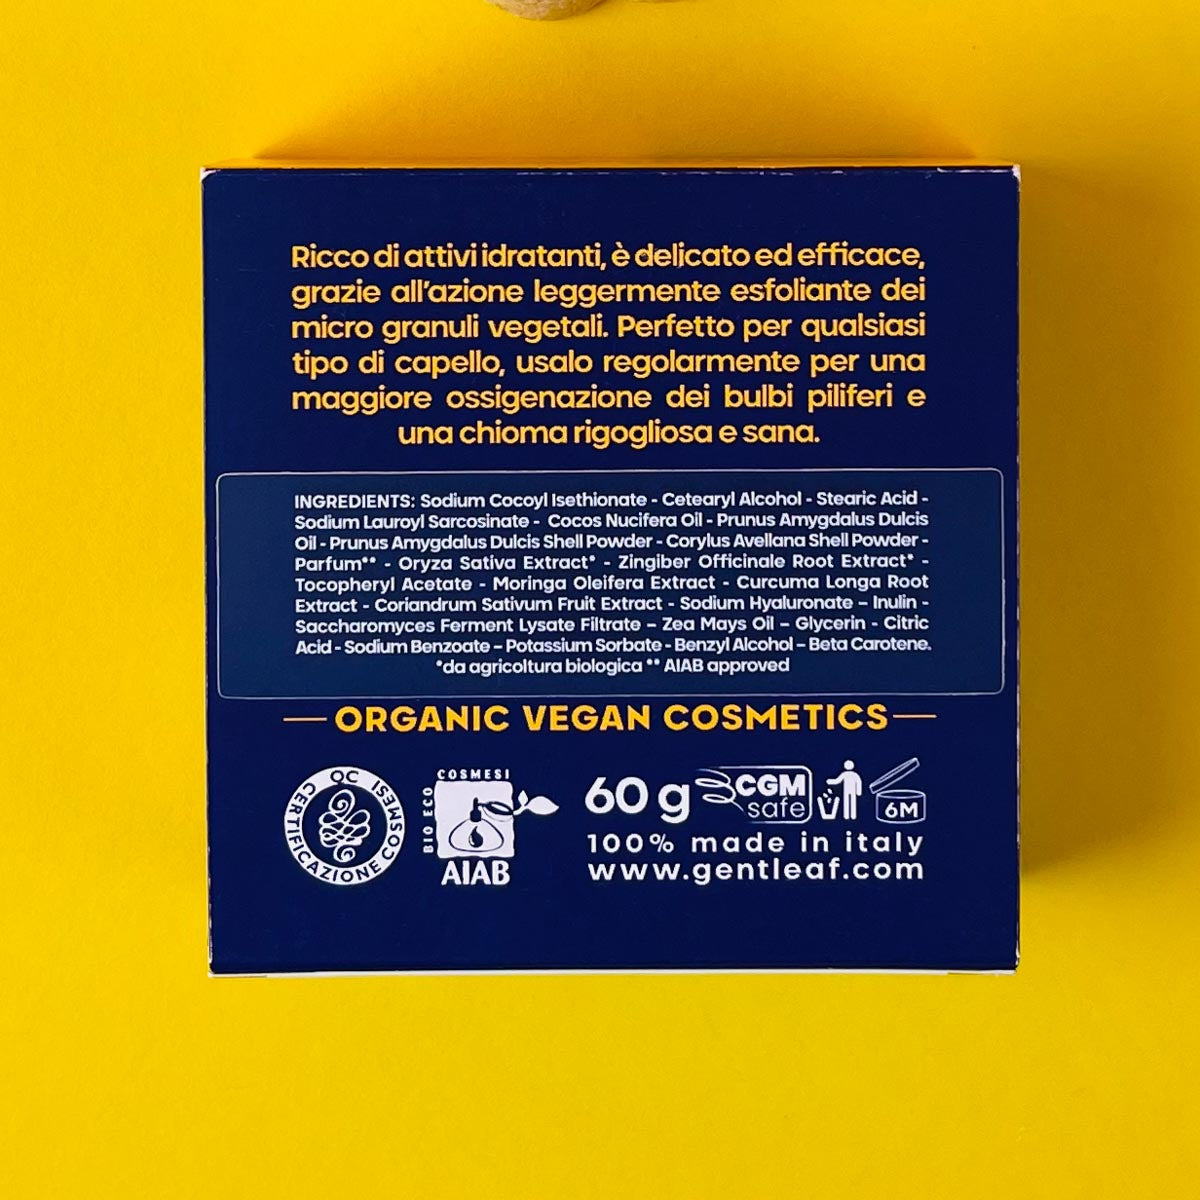 Ricco di attivi idratanti, è delicato ed efficace,
grazie all'azione leggermente esfoliante dei
micro granuli vegetali. Perfetto per qualsiasi
tipo di capello, usalo regolarmente per una
maggiore ossigenazione dei bulbi piliferi e
una chioma rigogliosa e sana.
INGREDIENTS: Sodium Cocoyl Isethionate - Cetearyl Alcohol - Stearic Acid -
Sodium Lauroyl Sarcosinate - Cocos Nucifera Oil - Prunus Amygdalus Dulcis
Oil - Prunus Amygdalus Dulcis Shell Powder - Corylus Avellana Shell Powder -
Parfum** - Oryza Sativa Extract* - Zingiber Officinale Root Extract* -
Tocopheryl Acetate - Moringa Oleifera Extract - Curcuma Longa Root
Extract - Coriandrum Sativum Fruit Extract - Sodium Hyaluronate – Inulin -
Saccharomyces Ferment Lysate Filtrate – Zea Mays Oil – Glycerin - Citric
Acid - Sodium Benzoate – Potassium Sorbate - Benzyl Alcohol – Beta Carotene.
*da agricoltura biologica ** AIAB approved
ORGANIC VEGAN COSMETICS
QC
CERTIFICAZIONE COSMESI
COSMESI
BIO ECO
AIAB
60 g
CGM
safe
6M
100% made in italy
www.gentleaf.com